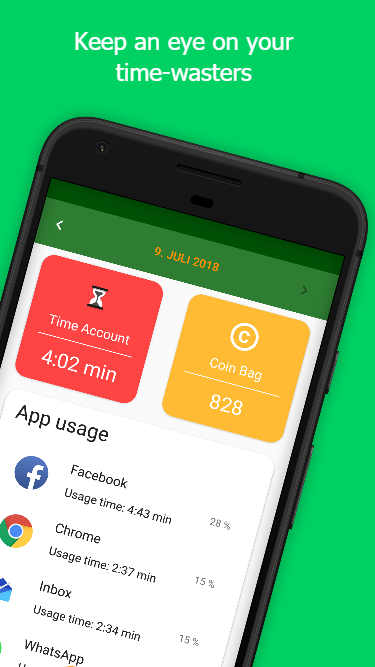 Keep an eye on your
time-wasters
9. JULI 2018
Time Account
4:02 min
C
Coin Bag
828
App usage
Facebook
Usage time: 4:43 min
28 %
Chrome
Usage time: 2:37 min
15 %
Inbox
Usage time: 2:34 min
15 %
WhatsApp